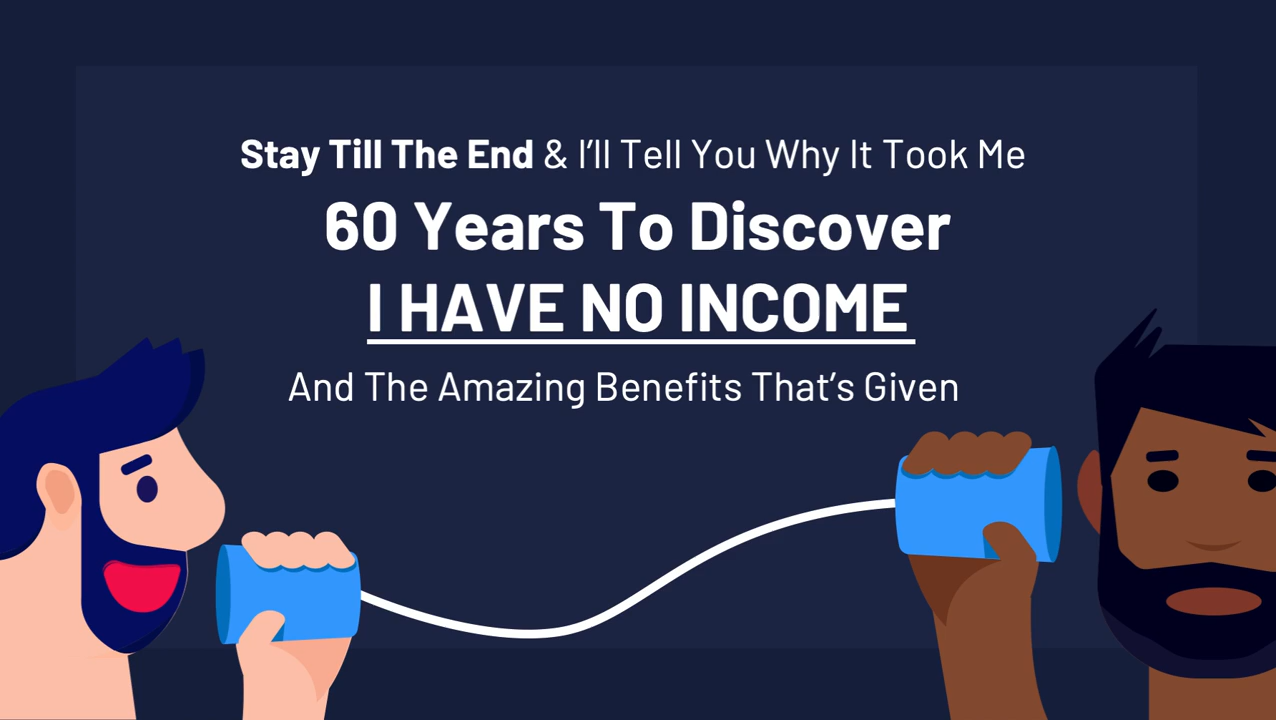 Stay Till The End & I'll Tell You Why It Took Me
60 Years To Discover
I HAVE NO INCOME
And The Amazing Benefits That's Given